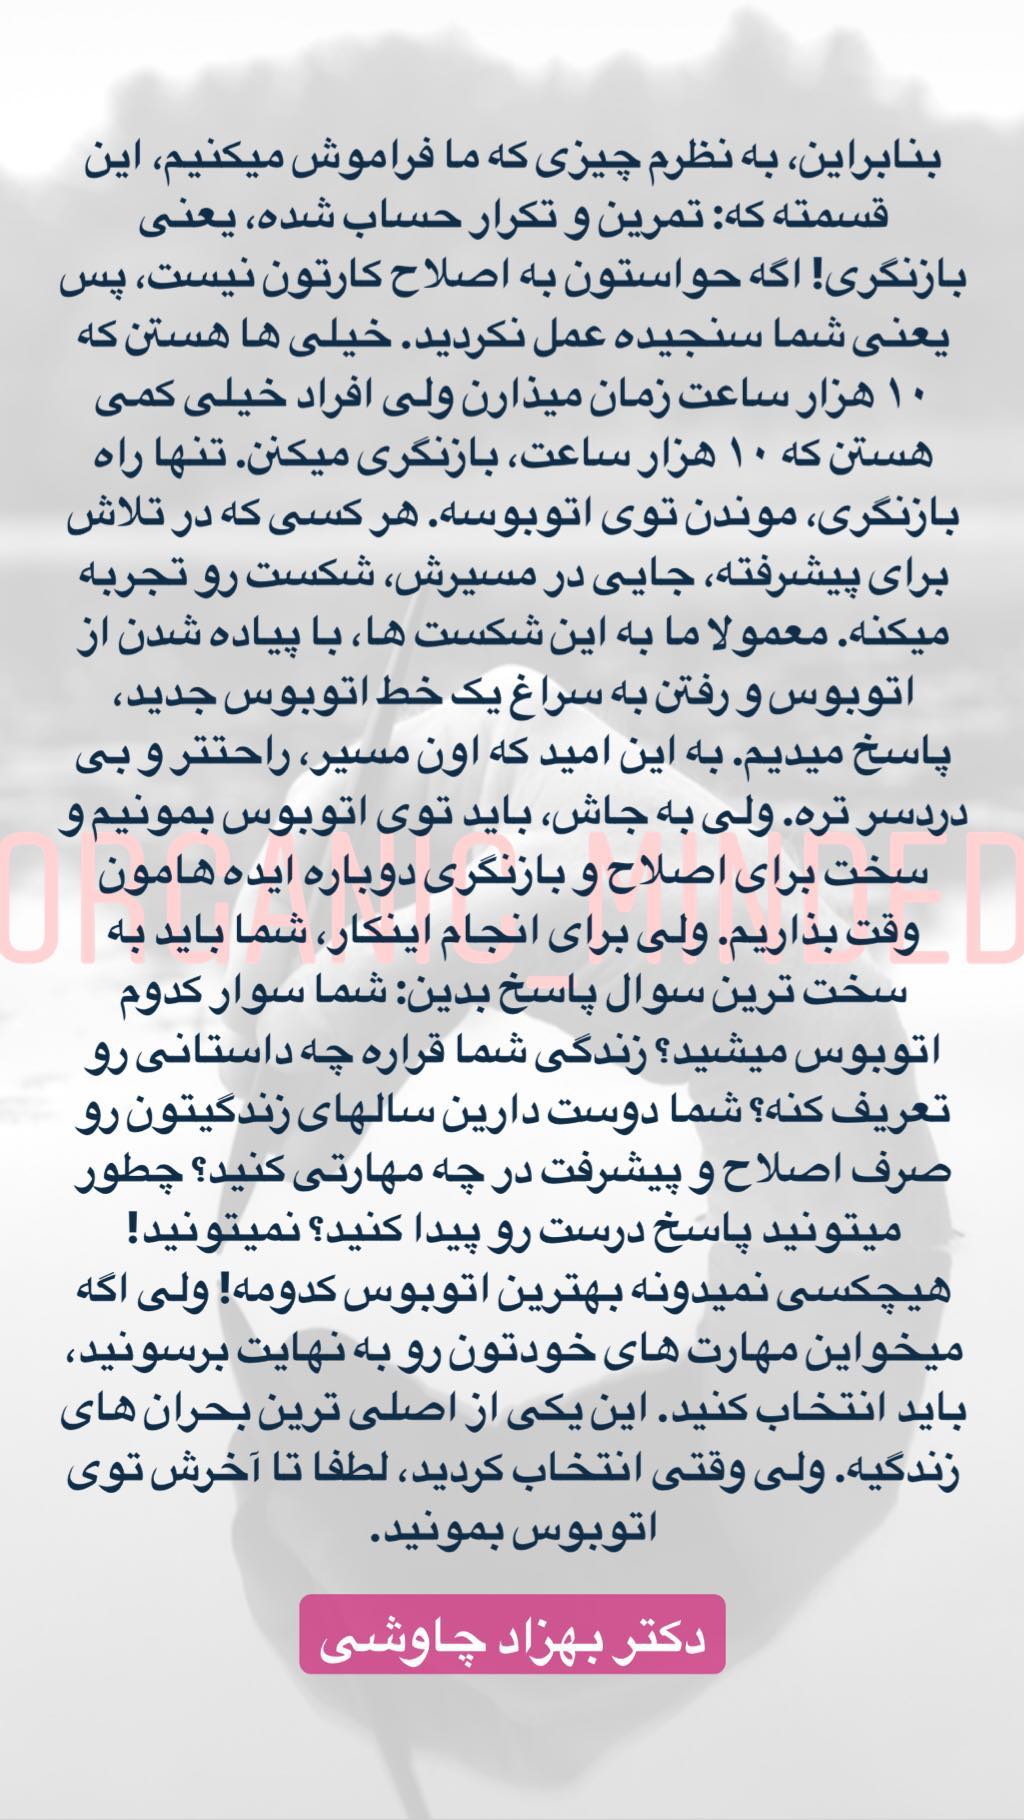 بنابراین، به نظرم چیزی که ما فراموش میکنیم، این
قسمته که: تمرین و تکرار حساب شده، یعنی
بازنگری! اگه حواستون به اصلاح کارتون نیست، پس
یعنی شما سنجیده عمل نکردید. خیلی ها هستن که
۱۰ هزار ساعت زمان میذارن ولی افراد خیلی کمی
هستن که ۱۰ هزار ساعت، بازنگری میکنن. تنها راه
بازنگری، موندن توی اتوبوسه. هر کسی که در تلاش
برای پیشرفته، جایی در مسیرش، شکست رو تجربه
میکنه. معمولا ما به این شکست ها، با پیاده شدن از
اتوبوس و رفتن به سراغ یک خط اتوبوس جدید،
پاسخ میدیم. به این امید که اون مسیر، راحتتر و بی
دردسر تره. ولی به جاش، باید توی اتوبوس بمونیم و
سخت برای اصلاح و بازنگری دوباره ایده هامون
وقت بذاریم. ولی برای انجام اینکار، شما باید به
سخت ترین سوال پاسخ بدین: شما سوار کدوم
اتوبوس میشید؟ زندگی شما قراره چه داستانی رو
تعریف کنه؟ شما دوست دارین سالهای زندگیتون رو
صرف اصلاح و پیشرفت در چه مهارتی کنید؟ چطور
میتونید پاسخ درست رو پیدا کنید؟ نمیتونید!
هیچکسی نمیدونه بهترین اتوبوس کدومه! ولی اگه
میخواین مهارت های خودتون رو به نهایت برسونید،
باید انتخاب کنید. این یکی از اصلی ترین بحران های
زندگیه. ولی وقتی انتخاب کردید، لطفا تا آخرش توی
اتوبوس بمونید.
دکتر بهزاد چاوشی
ORGANIC_MINDED